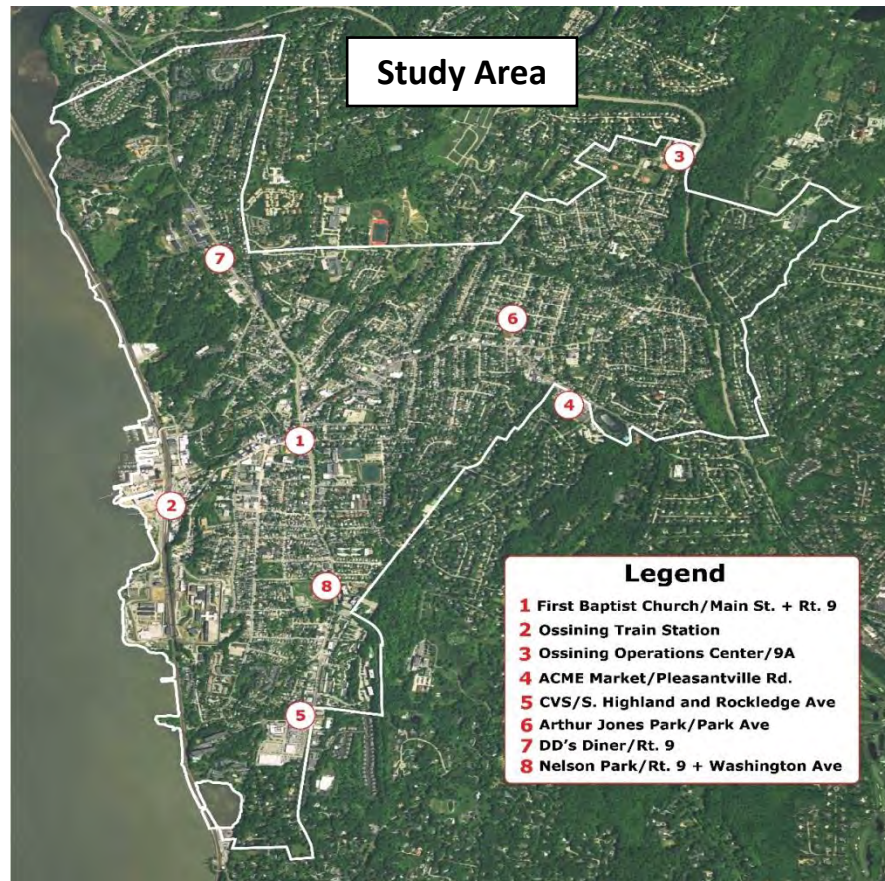 Study Area
3
7
6
4
1
2
8
5
Legend
1 First Baptist Church/Main St. + Rt. 9
2 Ossining Train Station
3 Ossining Operations Center/9A
4 ACME Market/Pleasantville Rd.
5 CVS/S. Highland and Rockledge Ave
6 Arthur Jones Park/Park Ave
7 DD's Diner/Rt. 9
8 Nelson Park/Rt. 9 + Washington Ave